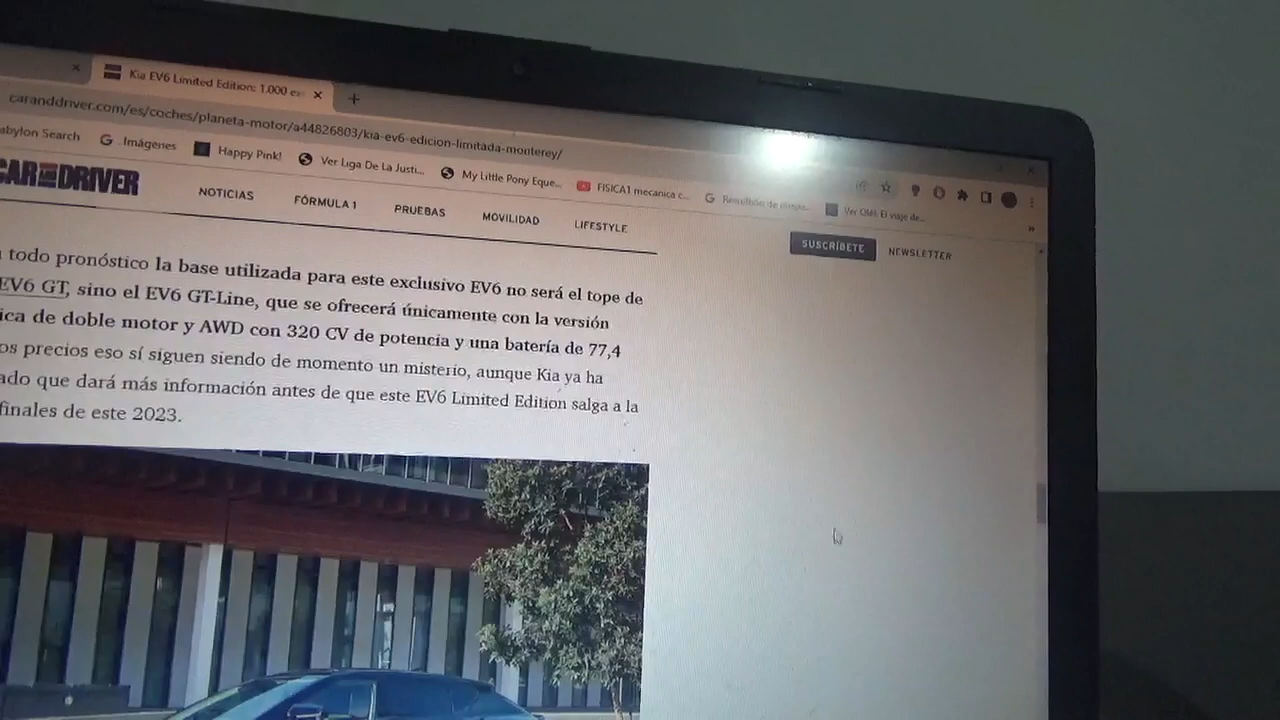 Kia EV6 Limited Edition: 1.000 ex
caranddriver.com/es/coches/planeta-motor/a44826803/kia-ev6-edicion-limitada-monterey/
abylon Search Imágenes Happy Pink! Ver Liga De La Justi... My Little Pony Eque... FISICA1 mecanica c... Ver Olé! El viaje de...
CAR AND DRIVER
NOTICIAS FÓRMULA 1 PRUEBAS MOVILIDAD LIFESTYLE
SUSCRÍBETE NEWSLETTER
todo pronóstico la base utilizada para este exclusivo EV6 no será el tope de
EV6 GT, sino el EV6 GT-Line, que se ofrecerá únicamente con la versión
ica de doble motor y AWD con 320 CV de potencia y una batería de 77,4
os precios eso sí siguen siendo de momento un misterio, aunque Kia ya ha
ado que dará más información antes de que este EV6 Limited Edition salga a la
finales de este 2023.